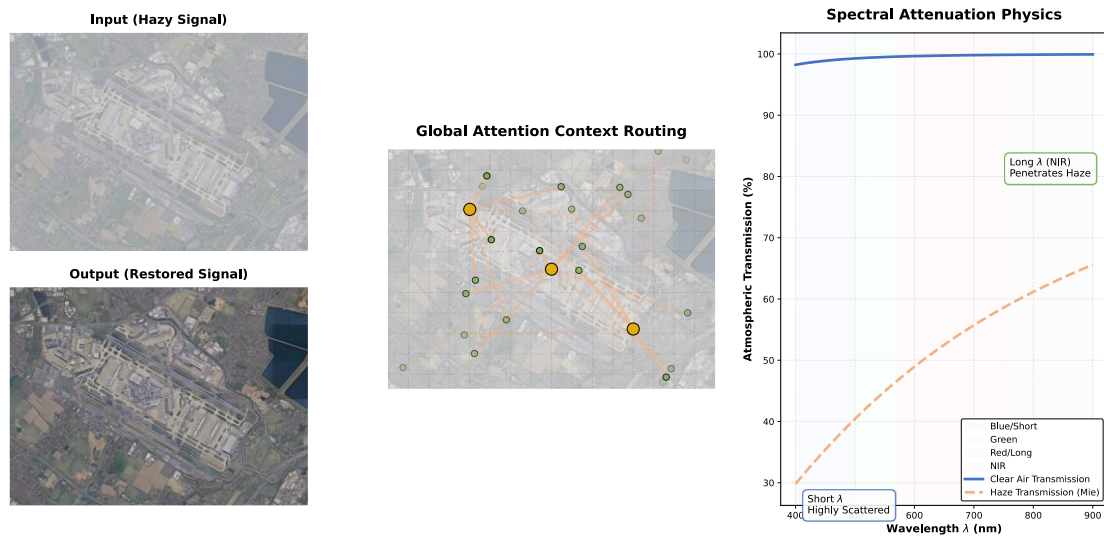 Input (Hazy Signal)
Output (Restored Signal)
Global Attention Context Routing
Spectral Attenuation Physics
Atmospheric Transmission (%)
100
90
80
70
60
50
40
30
Long λ (NIR)
Penetrates Haze
Short λ
Highly Scattered
Blue/Short
Green
Red/Long
NIR
Clear Air Transmission
Haze Transmission (Mie)
400
600
700
800
900
Wavelength λ (nm)